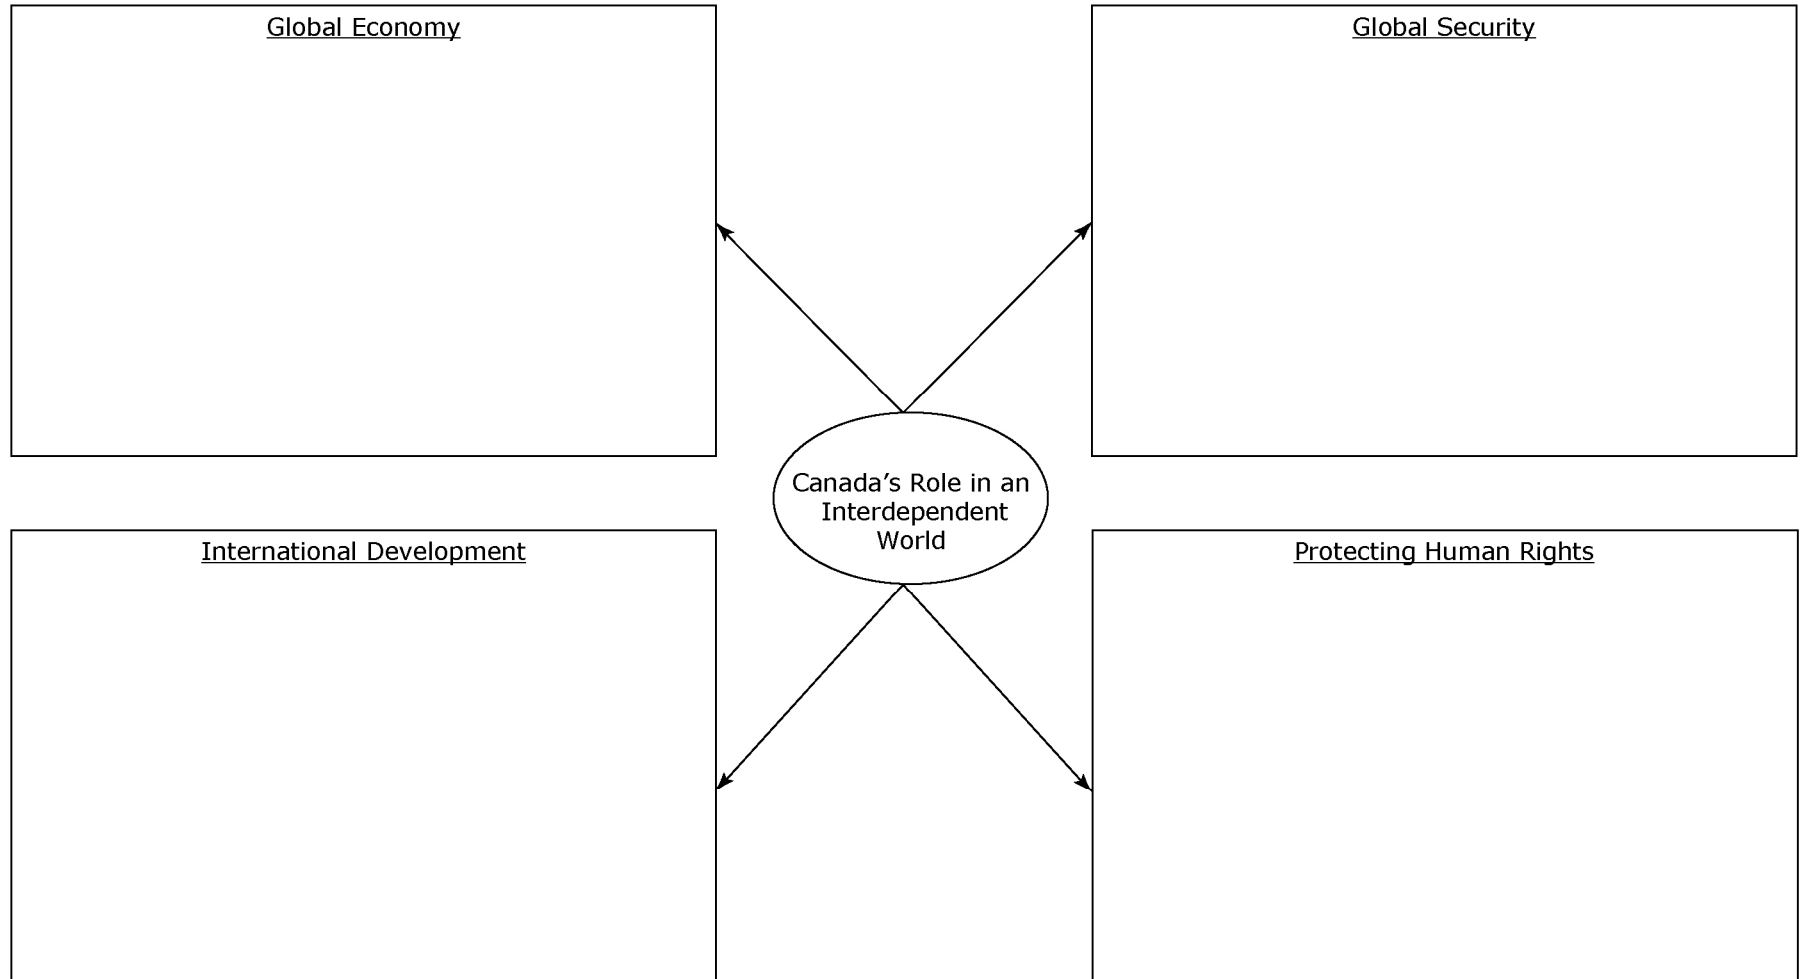 Global Economy
Global Security
Canada’s Role in an
Interdependent
World
International Development
Protecting Human Rights